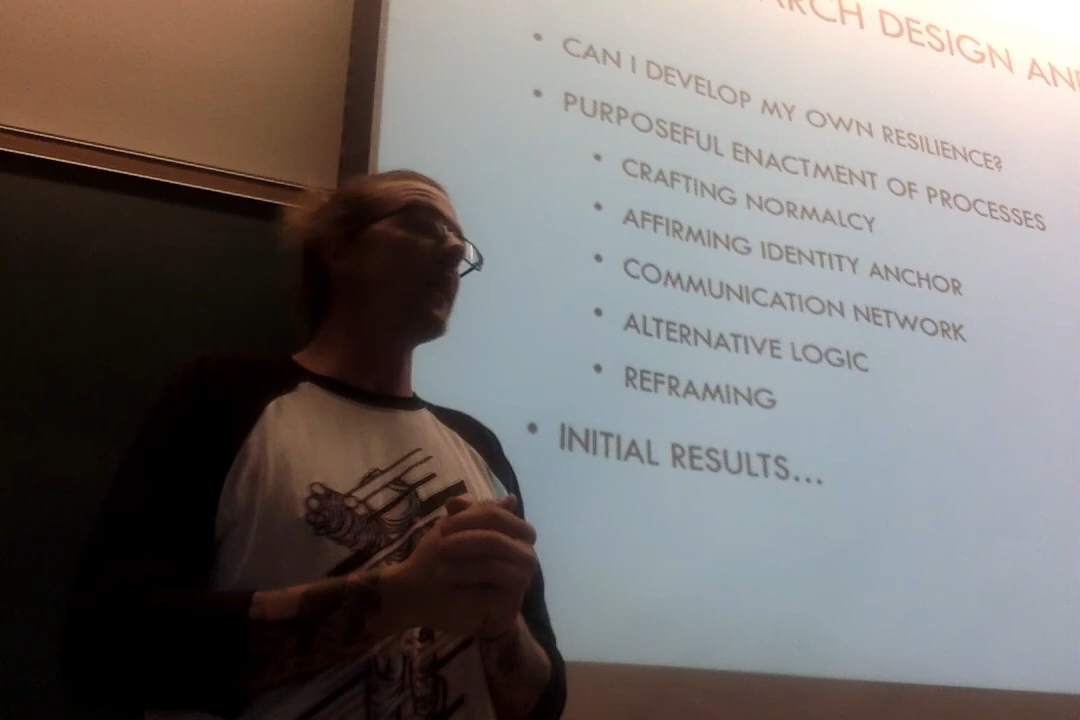 DESIGN AND
• CAN I DEVELOP MY OWN RESILIENCE?
• PURPOSEFUL ENACTMENT OF PROCESSES
• CRAFTING NORMALCY
• AFFIRMING IDENTITY ANCHOR
• COMMUNICATION NETWORK
• ALTERNATIVE LOGIC
• REFRAMING
• INITIAL RESULTS...